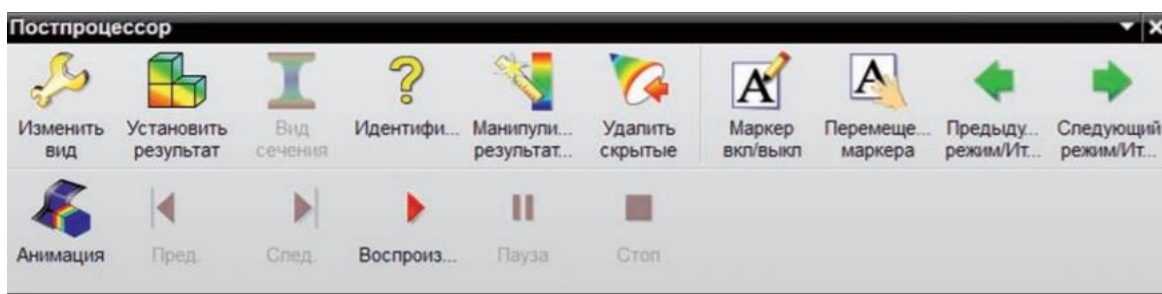 Постпроцессор
Изменить вид
Установить результат
Вид сечения
Идентифи...
Манипули... результат...
Удалить скрытые
Маркер вкл/выкл
Перемеще... маркера
Предыду... режим/Ит...
Следующий режим/Ит...
Анимация
Пред.
След.
Воспроиз...
Пауза
Стоп